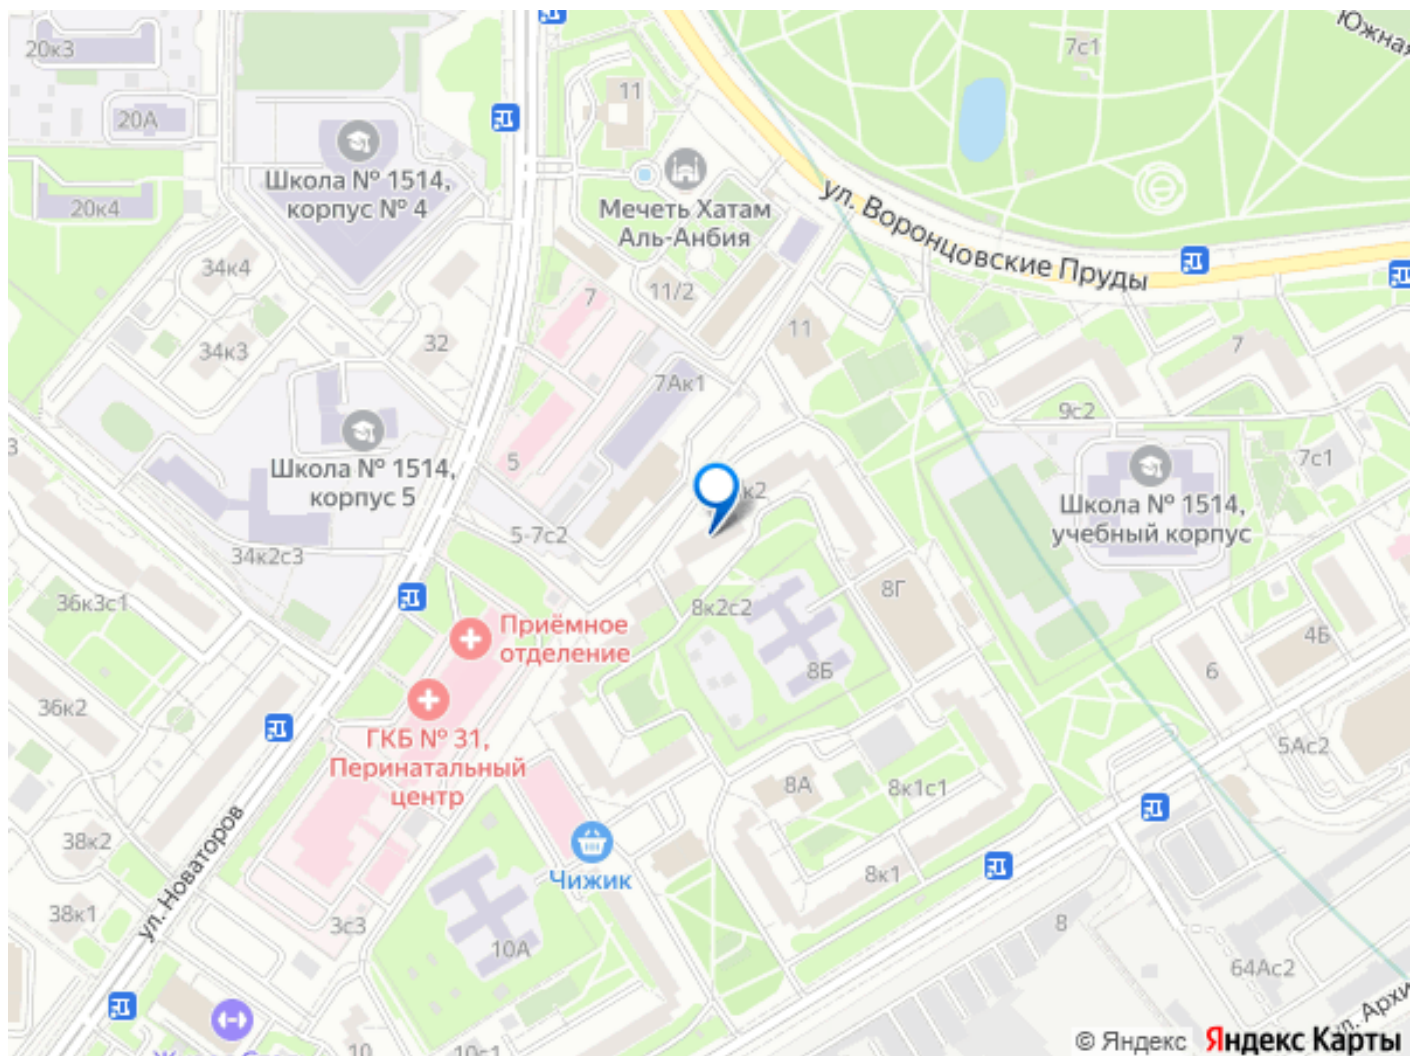 20к3
7с1
Южная
11
20А
Школа № 1514,
корпус № 4
20к4
Мечеть Хатам
Аль-Анбия
ул. Воронцовские Пруды
34к4
7
11/2
34к3
32
11
7
7Ак1
9с2
Школа № 1514,
корпус 5
5
к2
7с1
Школа № 1514,
учебный корпус
5-7с2
34к2с3
36к3с1
8к2с2
8Г
Приёмное
отделение
8Б
4Б
6
36к2
ГКБ № 31,
Перинатальный
центр
5Ас2
8А
8к1с1
38к2
Чижик
8к1
ул. Новаторов
38к1
3с3
10А
8
64Ас2
ул. Архи
10
10с1
© Яндекс Яндекс Карты